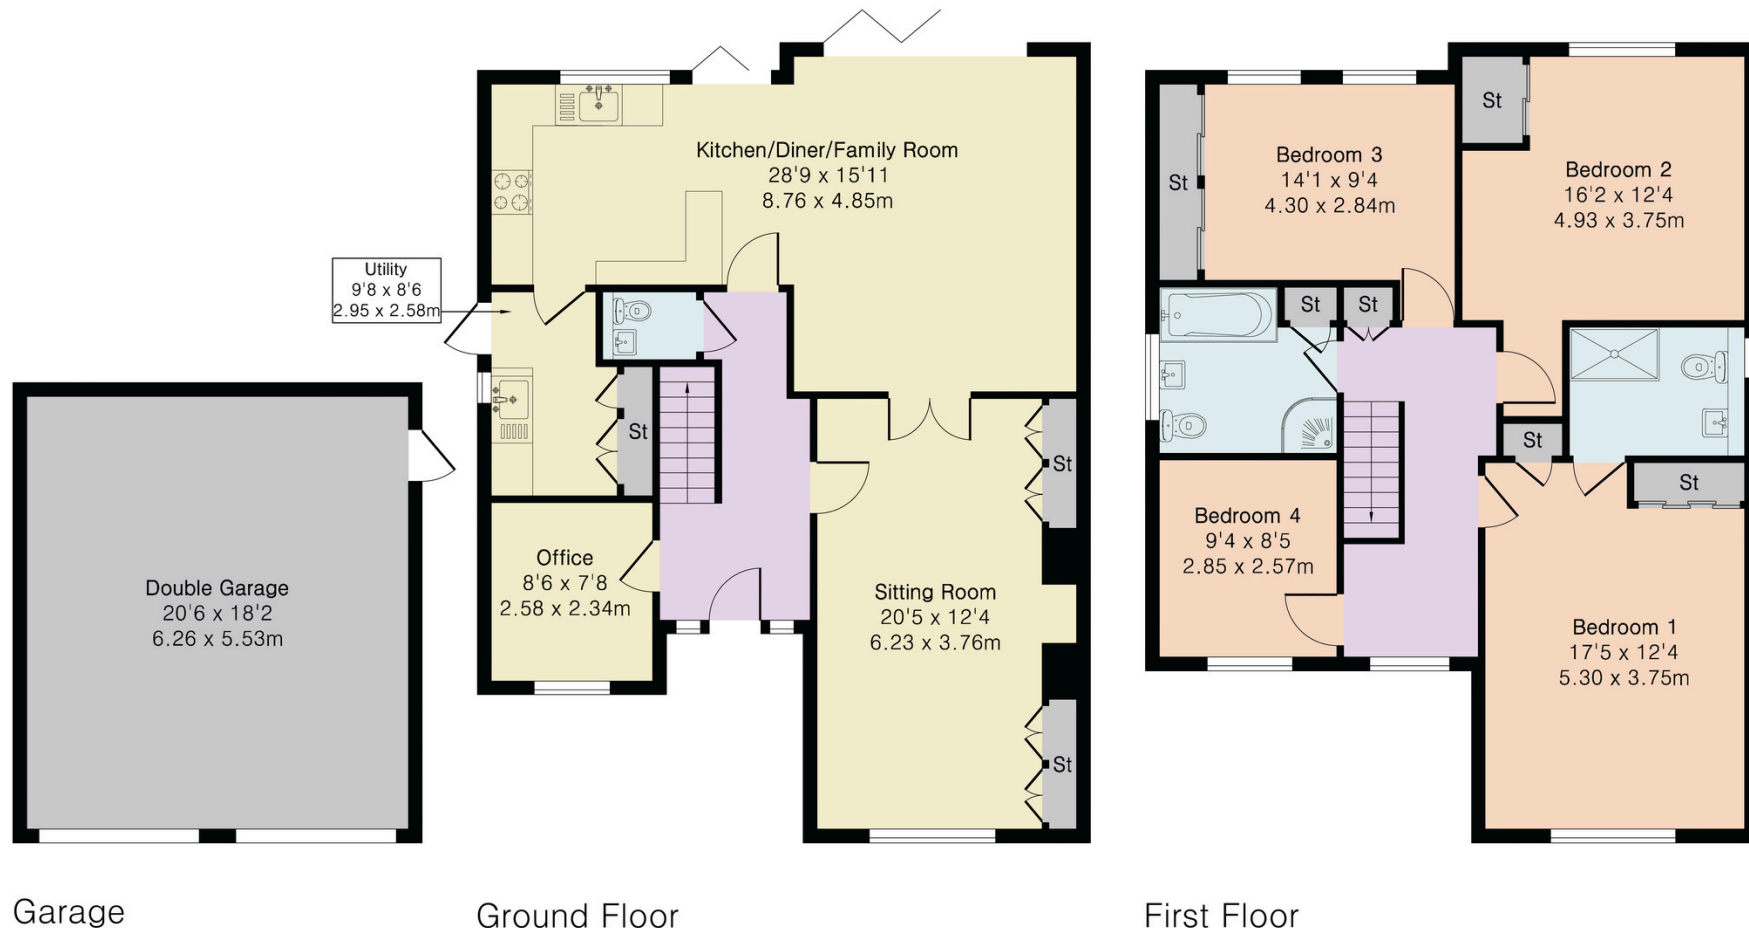 Kitchen/Diner/Family Room
28'9 x 15'11
8.76 x 4.85m
Utility
9'8 x 8'6
2.95 x 2.58m
St
St
St
Office
8'6 x 7'8
2.58 x 2.34m
Sitting Room
20'5 x 12'4
6.23 x 3.76m
Double Garage
20'6 x 18'2
6.26 x 5.53m
St
Bedroom 3
14'1 x 9'4
4.30 x 2.84m
St
Bedroom 2
16'2 x 12'4
4.93 x 3.75m
St
St
St
St
Bedroom 4
9'4 x 8'5
2.85 x 2.57m
Bedroom 1
17'5 x 12'4
5.30 x 3.75m
Garage
Ground Floor
First Floor